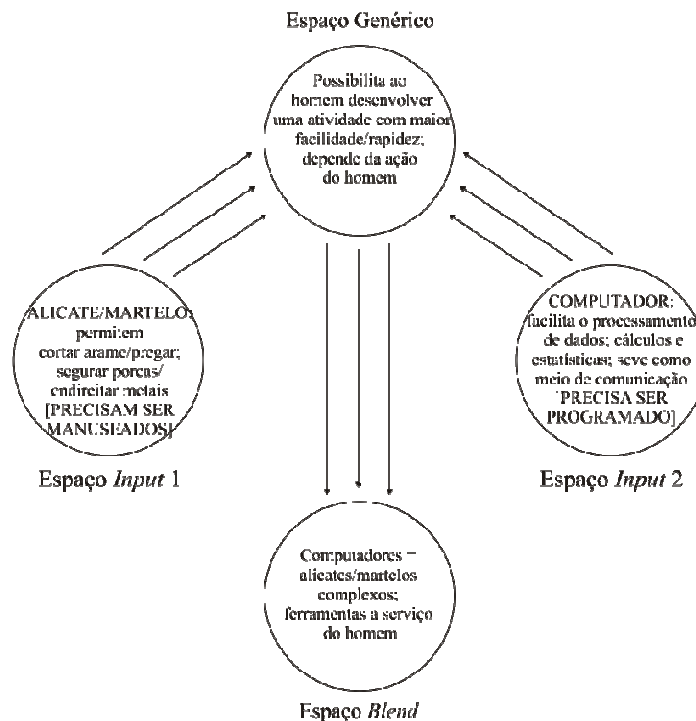 Espaço Genérico
Possibilita ao
homem desenvolver
uma atividade com maior
facilidade/rapidez;
depende da ação
do homem
ALICATE/MARTELO:
permitem
cortar arame/pregar;
segurar porcas/
endireitar metais
[PRECISAM SER
MANUSEADOS]
Espaço Input 1
COMPUTADOR:
facilita o processamento
de dados; cálculos e
estatísticas; seve como
meio de comunicação
[PRECISA SER
PROGRAMADO]
Espaço Input 2
Computadores =
alicates/martelos
complexos;
ferramentas a serviço
do homem
Espaço Blend